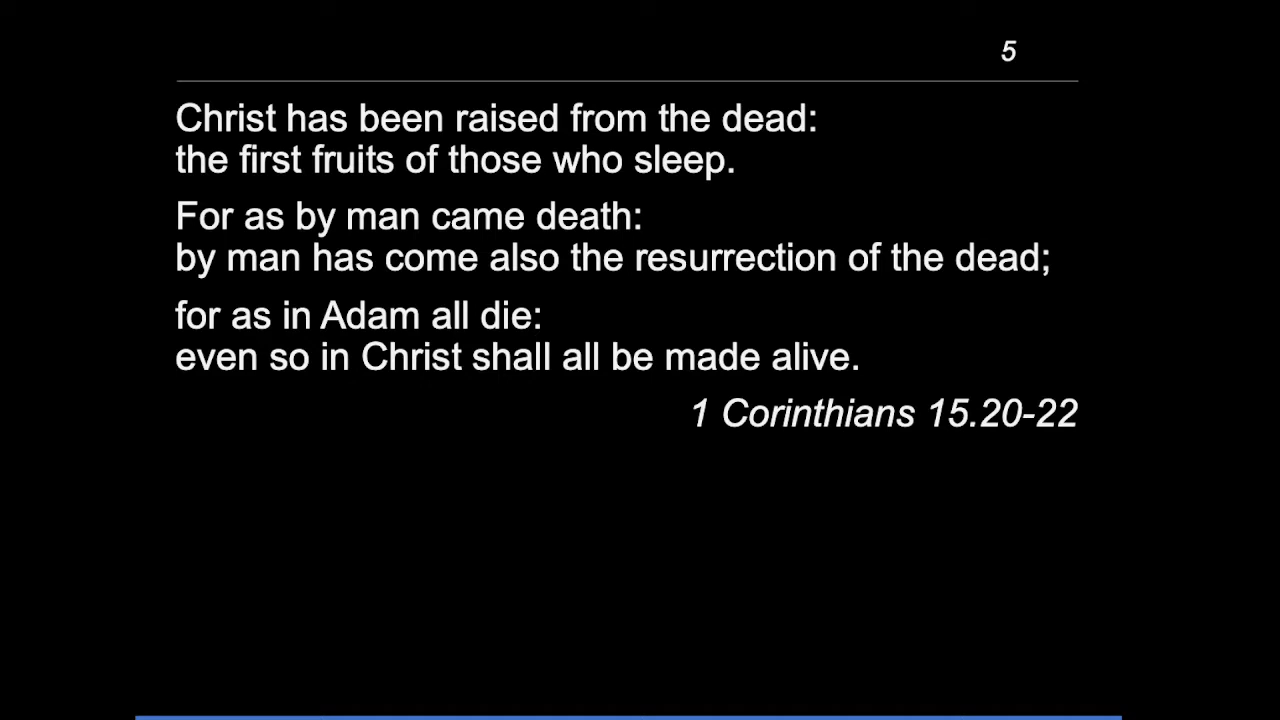 5
Christ has been raised from the dead:
the first fruits of those who sleep.
For as by man came death:
by man has come also the resurrection of the dead;
for as in Adam all die:
even so in Christ shall all be made alive.
1 Corinthians 15.20-22